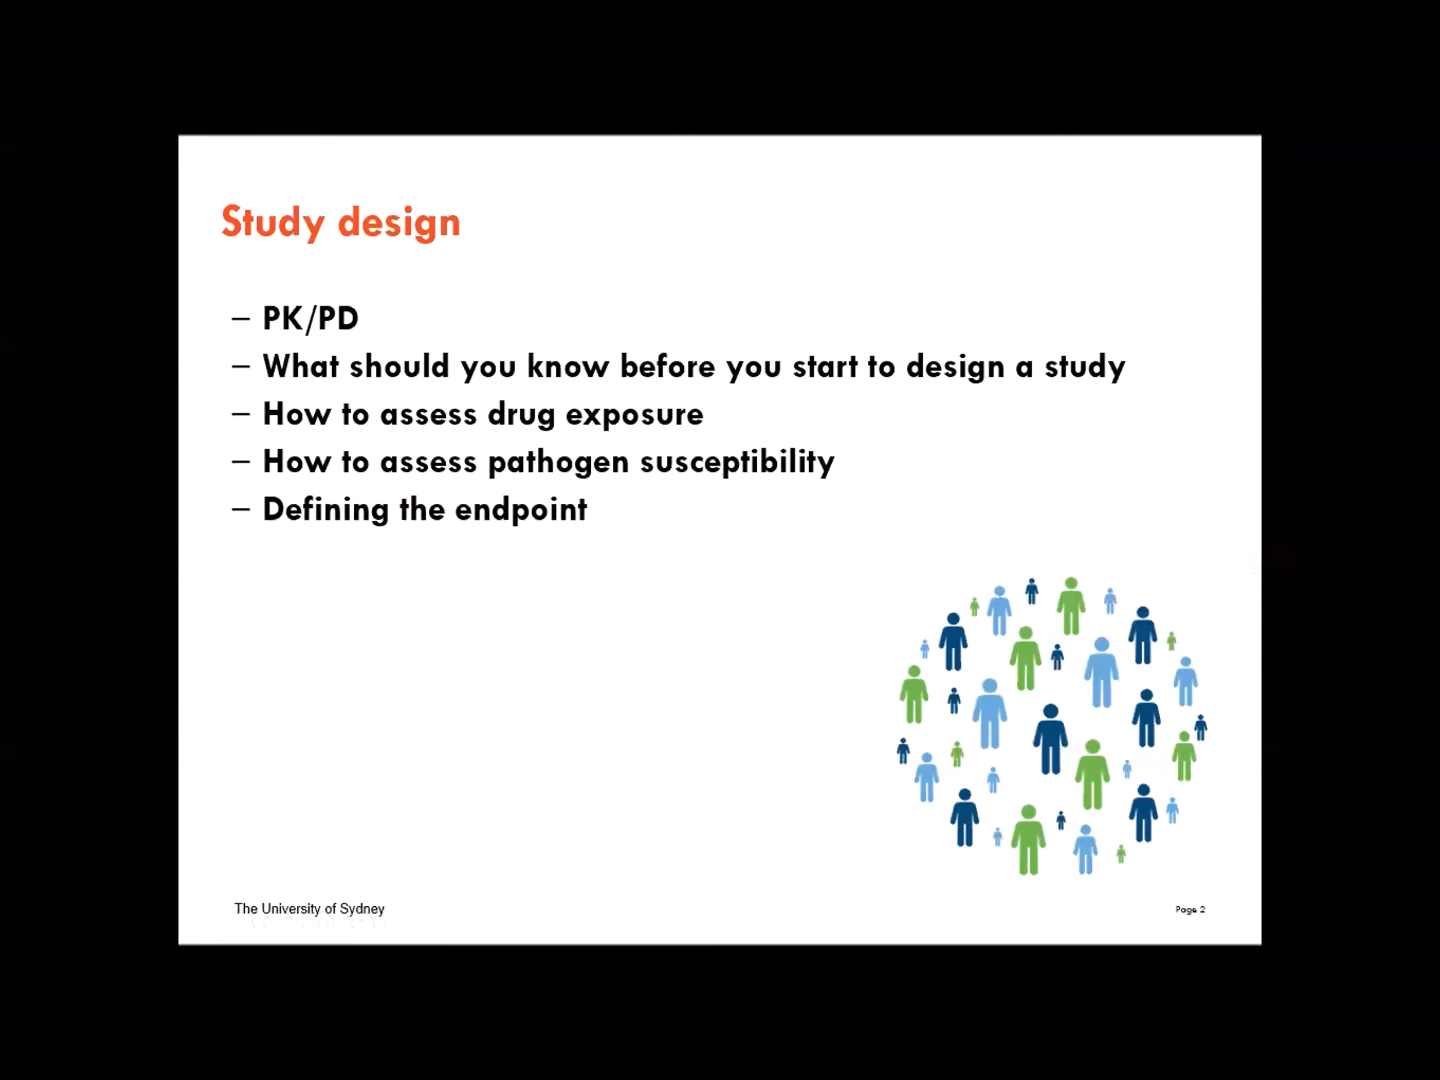 Study design
– PK/PD
– What should you know before you start to design a study
– How to assess drug exposure
– How to assess pathogen susceptibility
– Defining the endpoint
The University of Sydney
Page 2